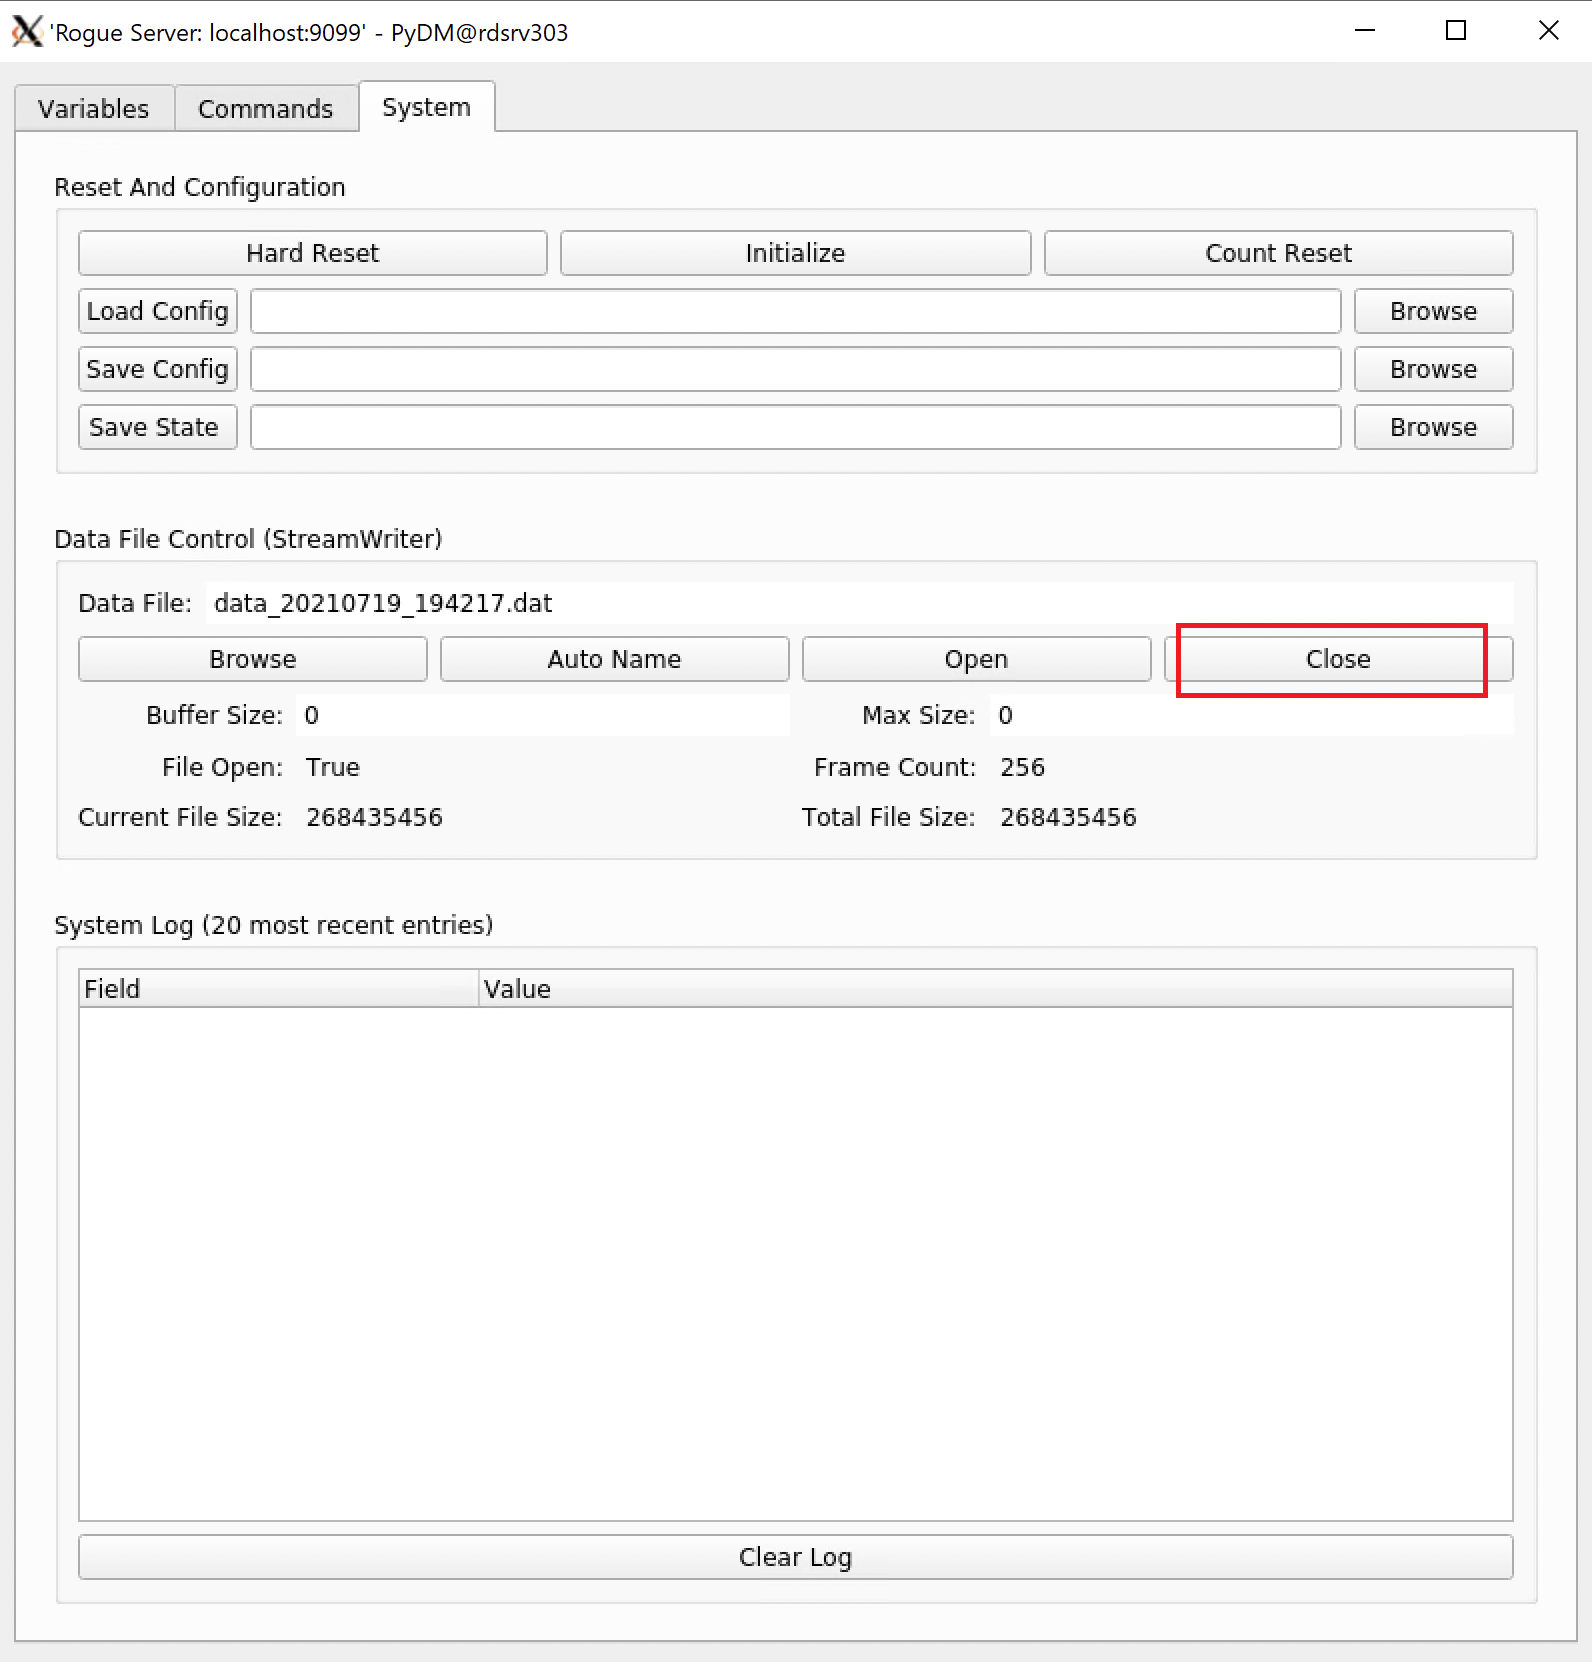 'Rogue Server: localhost:9099' - PyDM@rdsrv303
Variables Commands System
Reset And Configuration
Hard Reset Initialize Count Reset
Load Config Browse
Save Config Browse
Save State Browse
Data File Control (StreamWriter)
Data File: data_20210719_194217.dat
Browse Auto Name Open Close
Buffer Size: 0 Max Size: 0
File Open: True Frame Count: 256
Current File Size: 268435456 Total File Size: 268435456
System Log (20 most recent entries)
Field Value
Clear Log